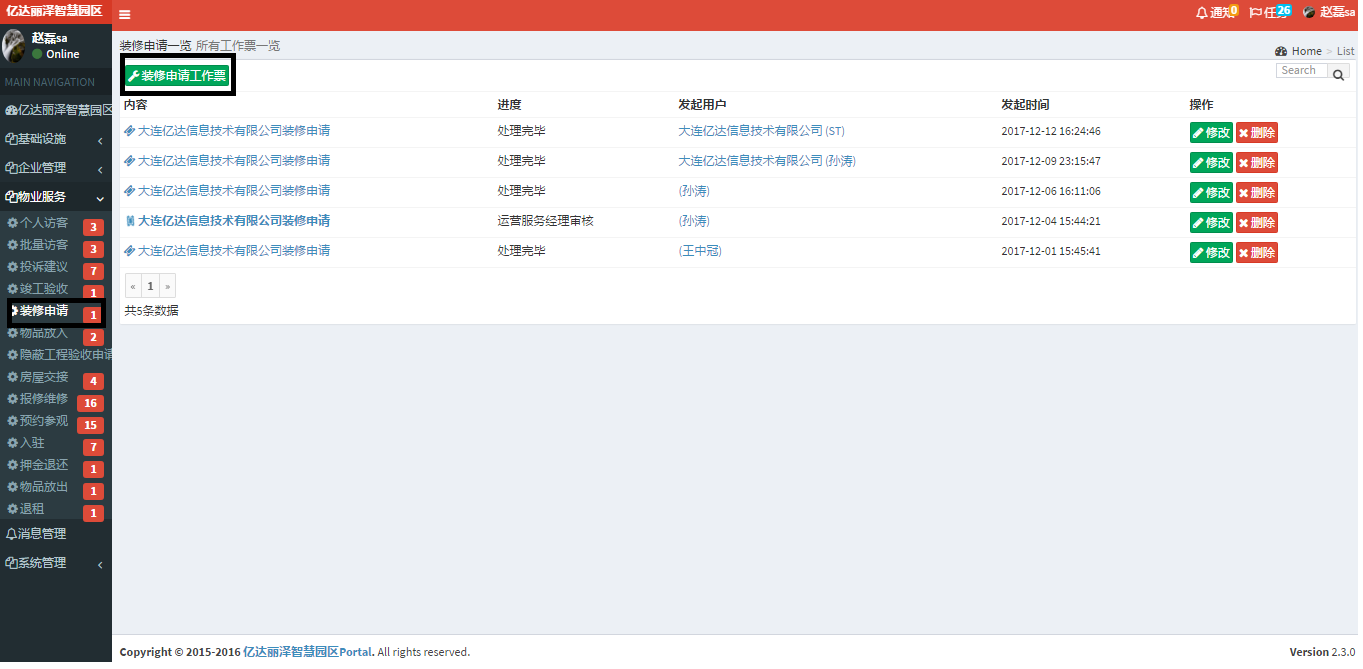 亿达丽泽智慧园区
通知 0 任务 26 赵磊sa
赵磊sa
Online
MAIN NAVIGATION
亿达丽泽智慧园区
基础设施
企业管理
物业服务
个人访客 3
批量访客 3
投诉建议 7
竣工验收 1
装修申请 1
物品放入 2
隐蔽工程验收申请
房屋交接 4
报修维修 16
预约参观 15
入驻 7
押金退还 1
物品放出 1
退租 1
消息管理
系统管理
装修申请一览 所有工作票一览
Home > List
装修申请工作票
Search
内容 进度 发起用户 发起时间 操作
大连亿达信息技术有限公司装修申请 处理完毕 大连亿达信息技术有限公司 (ST) 2017-12-12 16:24:46 修改 删除
大连亿达信息技术有限公司装修申请 处理完毕 大连亿达信息技术有限公司 (孙涛) 2017-12-09 23:15:47 修改 删除
大连亿达信息技术有限公司装修申请 处理完毕 (孙涛) 2017-12-06 16:11:06 修改 删除
大连亿达信息技术有限公司装修申请 运营服务经理审核 (孙涛) 2017-12-04 15:44:21 修改 删除
大连亿达信息技术有限公司装修申请 处理完毕 (王中冠) 2017-12-01 15:45:41 修改 删除
« 1 »
共5条数据
Copyright © 2015-2016 亿达丽泽智慧园区Portal. All rights reserved.
Version 2.3.0